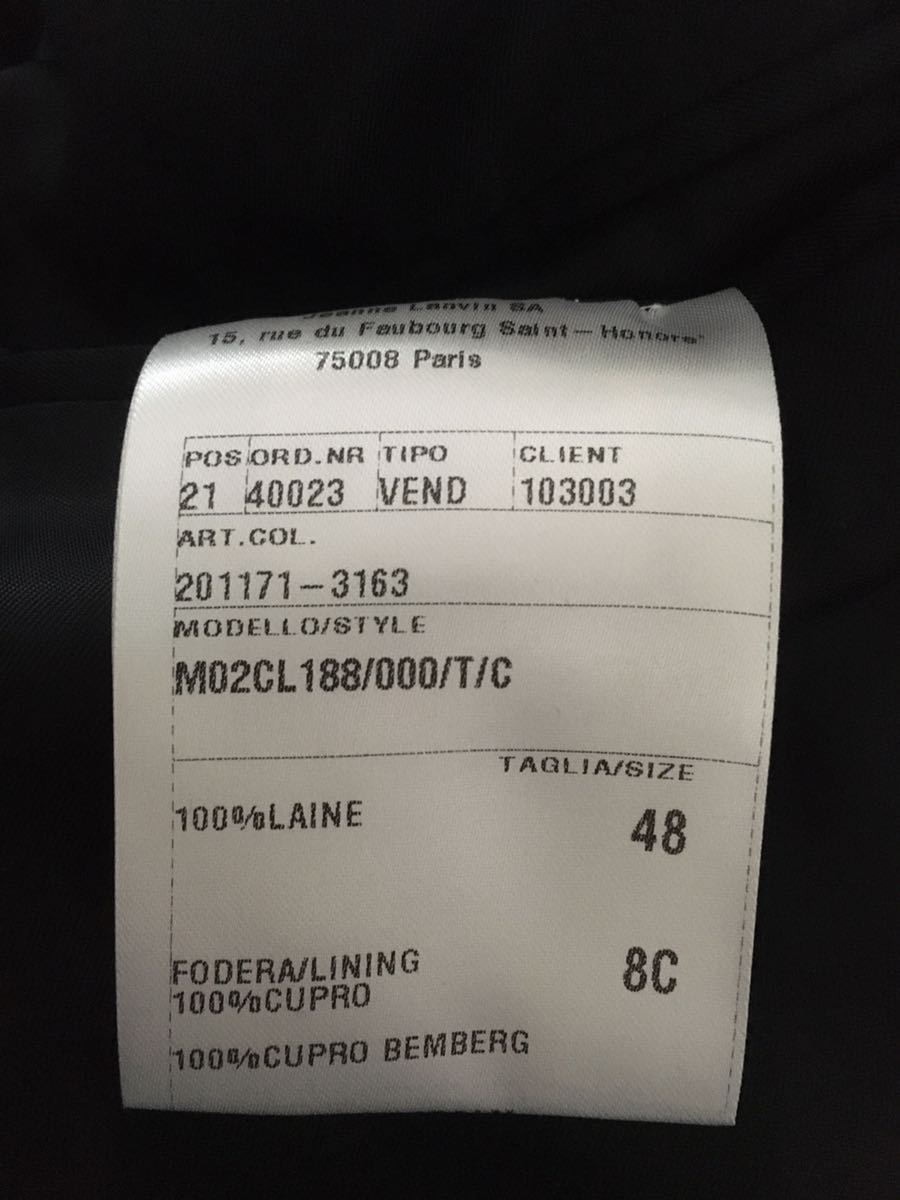 Jeanne Lanvin SA
15, rue du Faubourg Saint-Honore'
75008 Paris
POS ORD.NR TIPO CLIENT
21 40023 VEND 103003
ART.COL.
201171-3163
MODELLO/STYLE
M02CL188/000/T/C
TAGLIA/SIZE
100%LAINE 48
FODERA/LINING 8C
100%CUPRO
100%CUPRO BEMBERG